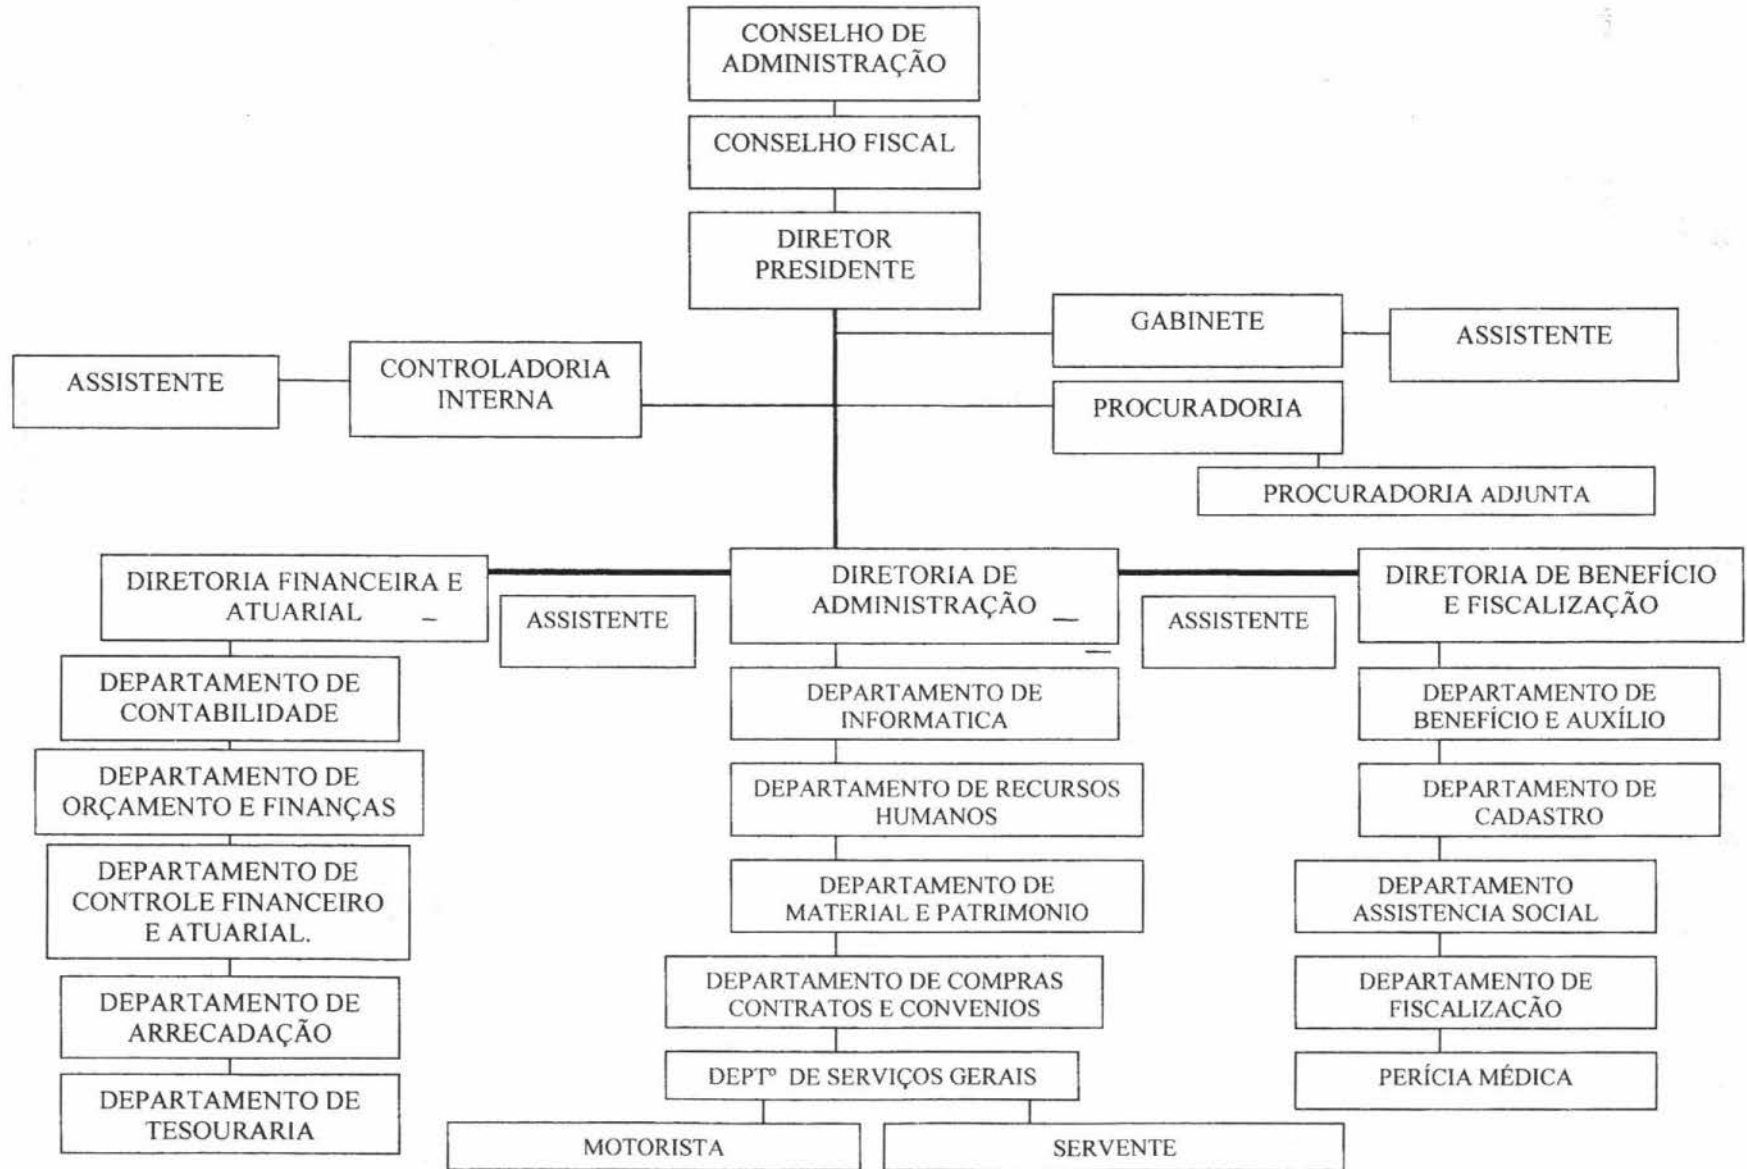 CONSELHO DE
ADMINISTRAÇÃO
CONSELHO FISCAL
DIRETOR
PRESIDENTE
GABINETE
ASSISTENTE
ASSISTENTE
CONTROLADORIA
INTERNA
PROCURADORIA
PROCURADORIA ADJUNTA
DIRETORIA FINANCEIRA E
ATUARIAL
ASSISTENTE
DIRETORIA DE
ADMINISTRAÇÃO
ASSISTENTE
DIRETORIA DE BENEFÍCIO
E FISCALIZAÇÃO
DEPARTAMENTO DE
CONTABILIDADE
DEPARTAMENTO DE
ORÇAMENTO E FINANÇAS
DEPARTAMENTO DE
CONTROLE FINANCEIRO
E ATUARIAL.
DEPARTAMENTO DE
ARRECADAÇÃO
DEPARTAMENTO DE
TESOURARIA
DEPARTAMENTO DE
INFORMATICA
DEPARTAMENTO DE RECURSOS
HUMANOS
DEPARTAMENTO DE
MATERIAL E PATRIMONIO
DEPARTAMENTO DE COMPRAS
CONTRATOS E CONVENIOS
DEPTº DE SERVIÇOS GERAIS
MOTORISTA
SERVENTE
DEPARTAMENTO DE
BENEFÍCIO E AUXÍLIO
DEPARTAMENTO DE
CADASTRO
DEPARTAMENTO
ASSISTENCIA SOCIAL
DEPARTAMENTO DE
FISCALIZAÇÃO
PERÍCIA MÉDICA